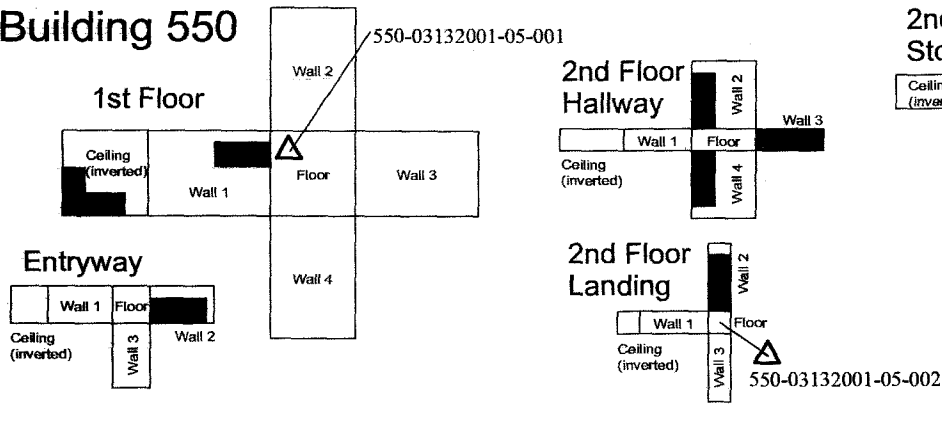 Building 550
550-03132001-05-001
1st Floor
Wall 2
Ceiling
(inverted)
Wall 1
Floor
Wall 3
Wall 4
Entryway
Wall 1
Floor
Ceiling
(inverted)
Wall 3
Wall 2
2nd Floor
Hallway
Wall 2
Wall 3
Wall 1
Floor
Ceiling
(inverted)
Wall 4
2nd Floor
Landing
Wall 2
Wall 1
Floor
Ceiling
(inverted)
Wall 3
550-03132001-05-002